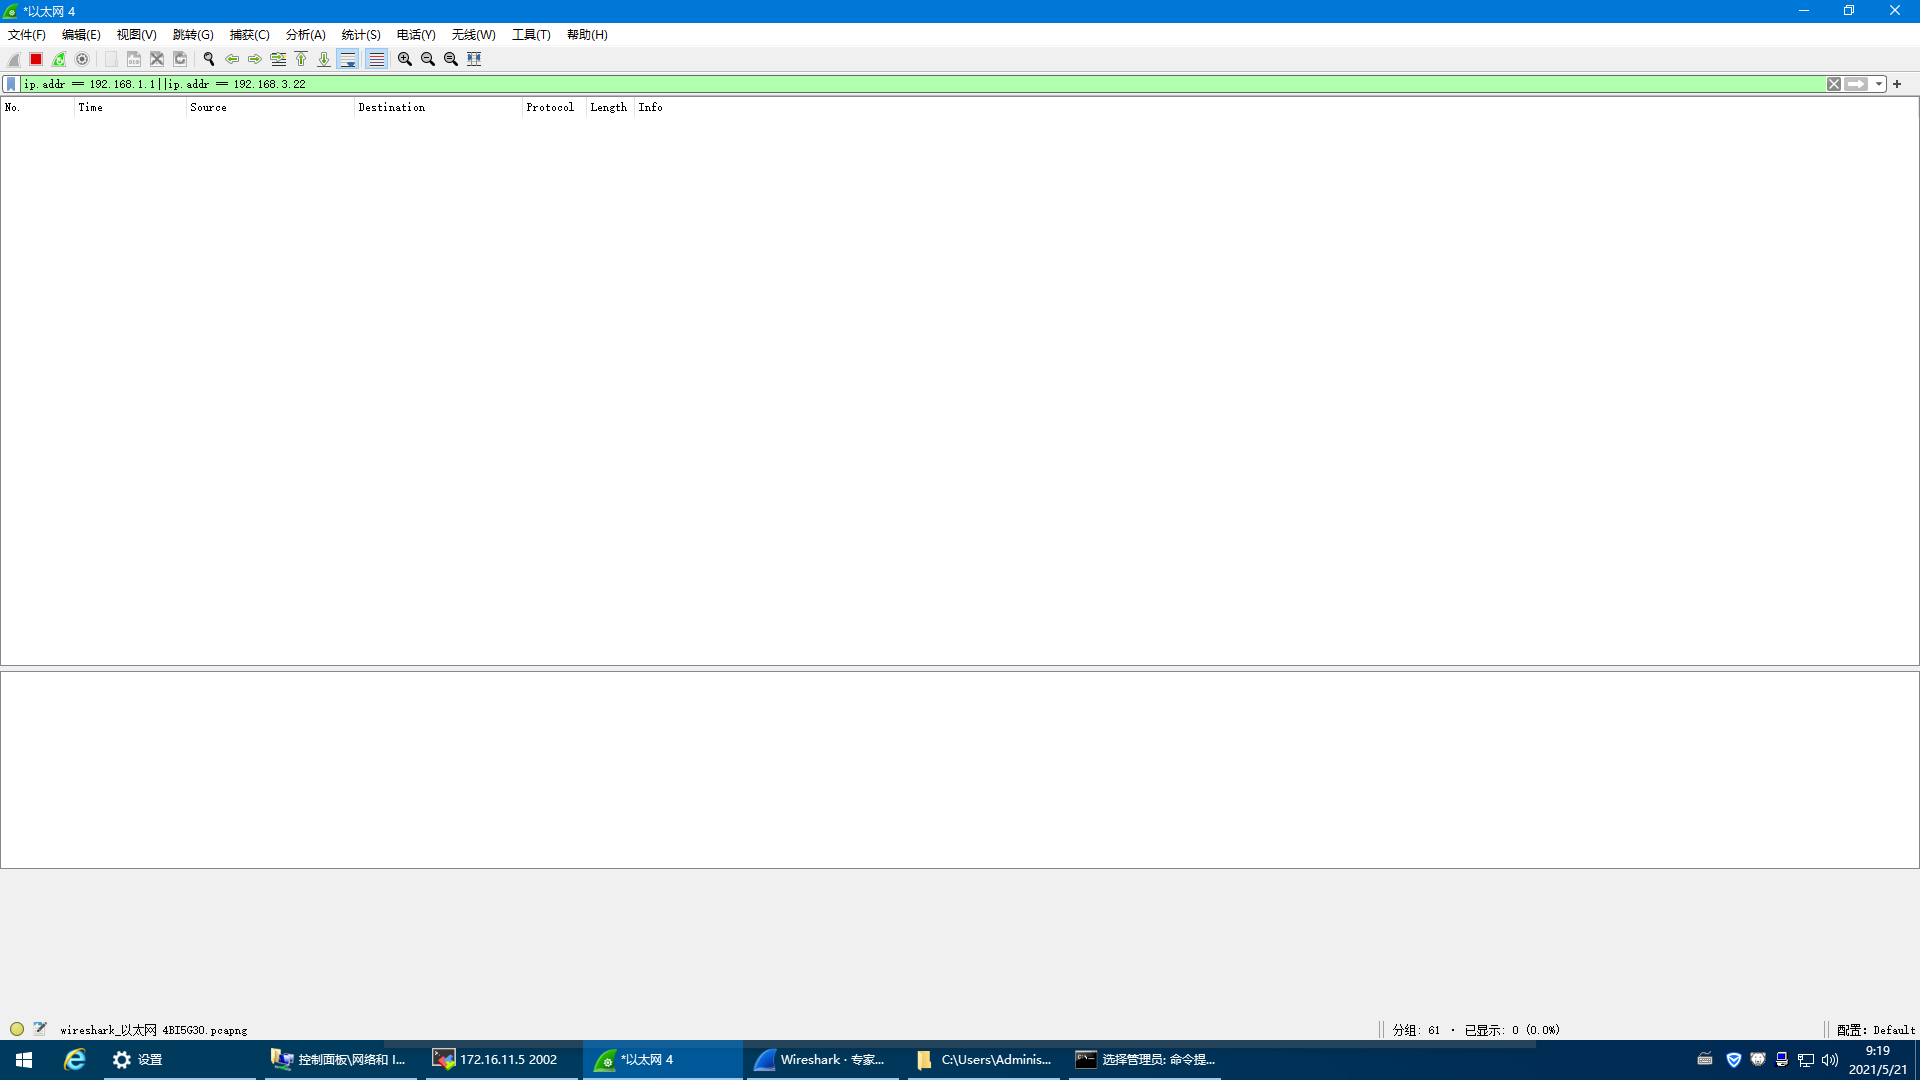 *以太网 4
文件(F) 编辑(E) 视图(V) 跳转(G) 捕获(C) 分析(A) 统计(S) 电话(Y) 无线(W) 工具(T) 帮助(H)
ip.addr == 192.168.1.1||ip.addr == 192.168.3.22
No. Time Source Destination Protocol Length Info
wireshark_以太网 4BI5G30.pcapng 分组: 61 · 已显示: 0 (0.0%) 配置: Default
设置 控制面板\网络和 I... 172.16.11.5 2002 *以太网 4 Wireshark · 专家... C:\Users\Adminis... 选择管理员: 命令提...
9:19
2021/5/21